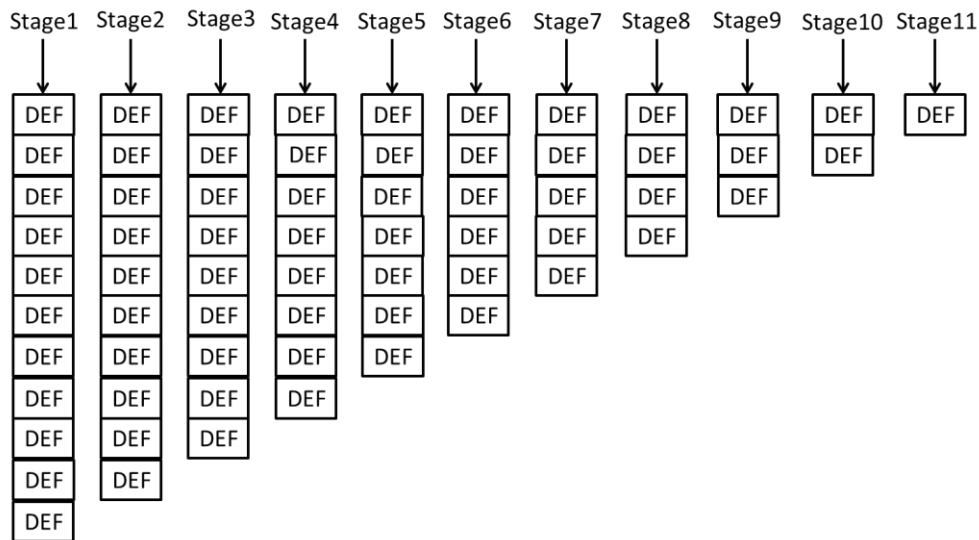 Stage1 Stage2 Stage3 Stage4 Stage5 Stage6 Stage7 Stage8 Stage9 Stage10 Stage11
DEF DEF DEF DEF DEF DEF DEF DEF DEF DEF DEF
DEF DEF DEF DEF DEF DEF DEF DEF DEF DEF
DEF DEF DEF DEF DEF DEF DEF DEF DEF
DEF DEF DEF DEF DEF DEF DEF DEF
DEF DEF DEF DEF DEF DEF DEF
DEF DEF DEF DEF DEF DEF
DEF DEF DEF DEF DEF
DEF DEF DEF DEF
DEF DEF DEF
DEF DEF
DEF